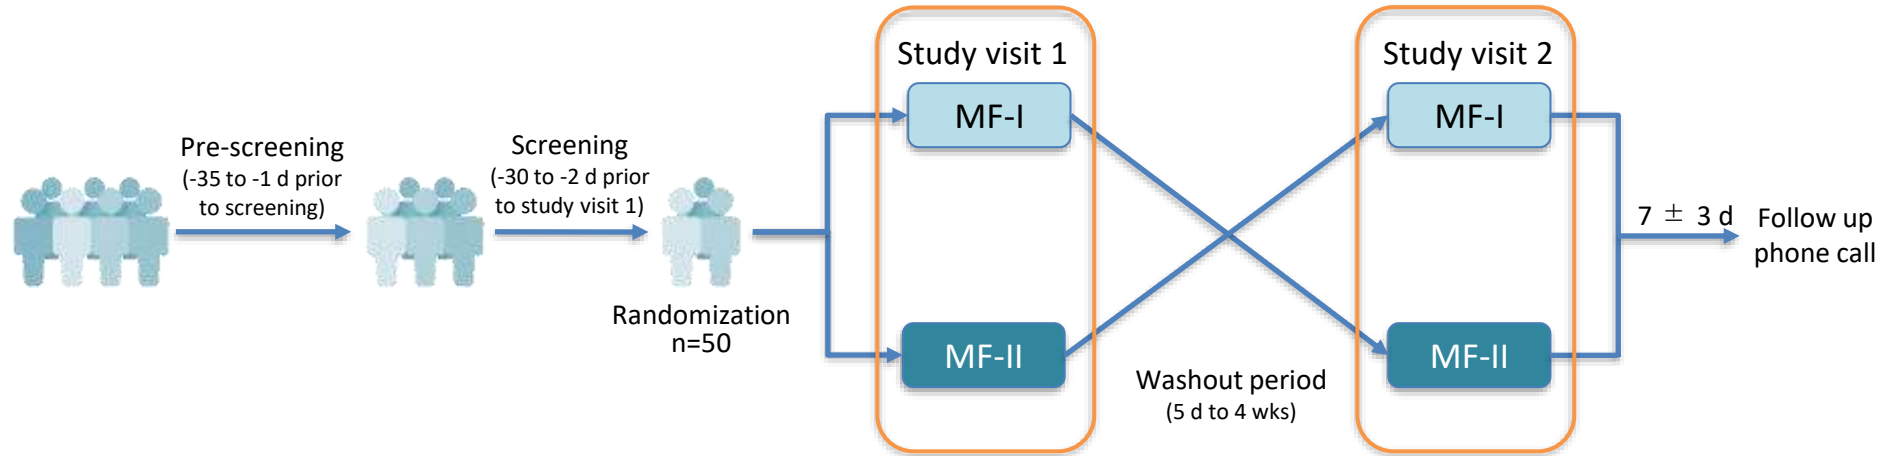 Pre-screening
(-35 to -1 d prior
to screening)
Screening
(-30 to -2 d prior
to study visit 1)
Randomization
n=50
Study visit 1
MF-I
MF-II
Washout period
(5 d to 4 wks)
Study visit 2
MF-I
MF-II
7 ± 3 d
Follow up
phone call